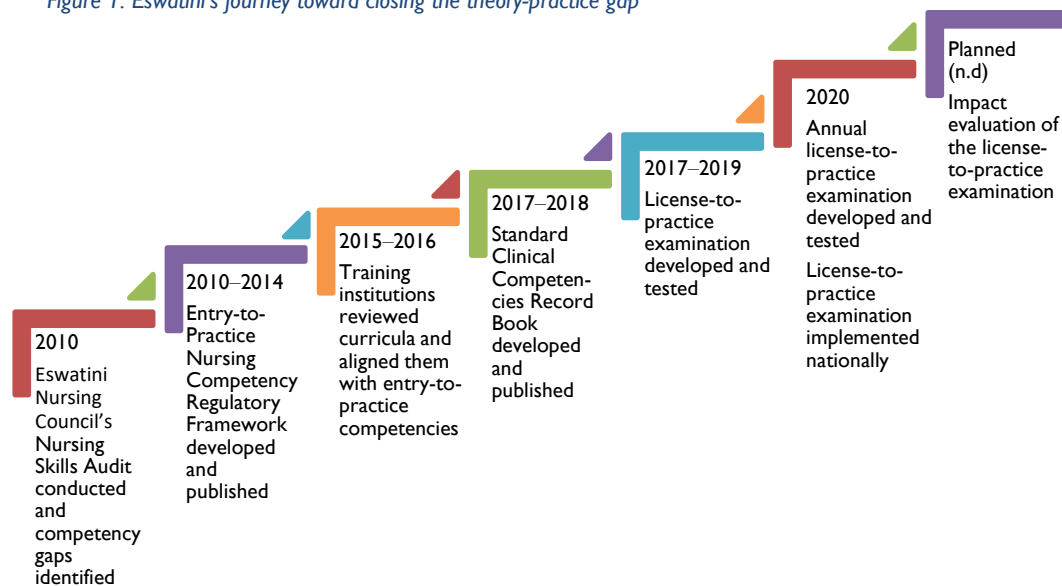 Figure 1. Eswatini's journey toward closing the theory-practice gap
2010
Eswatini
Nursing
Council's
Nursing
Skills Audit
conducted
and
competency
gaps
identified
2010–2014
Entry-to-
Practice
Nursing
Competency
Regulatory
Framework
developed
and
published
2015–2016
Training
institutions
reviewed
curricula and
aligned them
with entry-to-
practice
competencies
2017–2018
Standard
Clinical
Competen-
cies Record
Book
developed
and
published
2017–2019
License-to-
practice
examination
developed and
tested
2020
Annual
license-to-
practice
examination
developed and
tested
License-to-
practice
examination
implemented
nationally
Planned
(n.d)
Impact
evaluation of
the license-
to-practice
examination